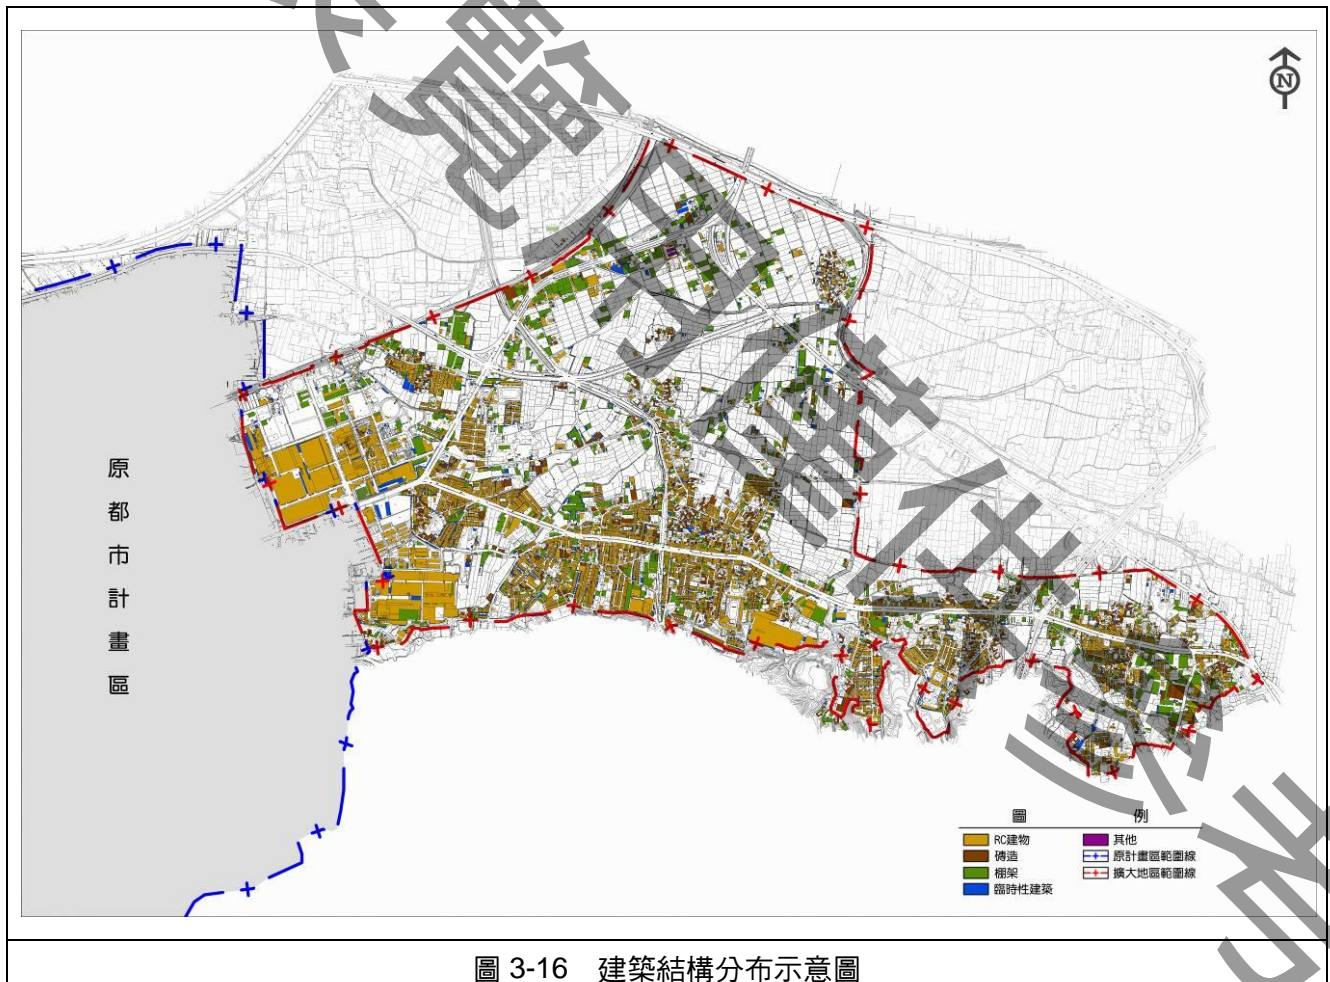 N
原
都
市
計
畫
區
圖 例
RC建物
磚造
棚架
臨時性建築
其他
原計畫區範圍線
擴大地區範圍線
圖 3-16 建築結構分布示意圖